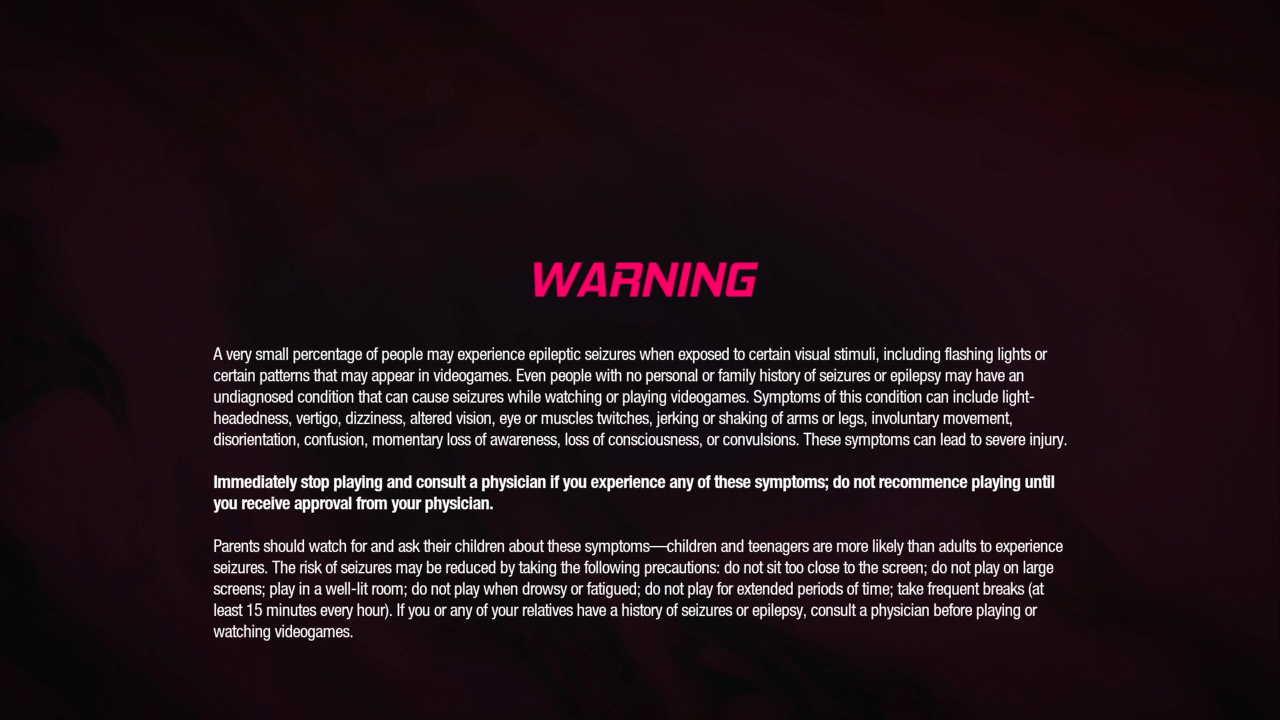 WARNING
A very small percentage of people may experience epileptic seizures when exposed to certain visual stimuli, including flashing lights or
certain patterns that may appear in videogames. Even people with no personal or family history of seizures or epilepsy may have an
undiagnosed condition that can cause seizures while watching or playing videogames. Symptoms of this condition can include light-
headedness, vertigo, dizziness, altered vision, eye or muscles twitches, jerking or shaking of arms or legs, involuntary movement,
disorientation, confusion, momentary loss of awareness, loss of consciousness, or convulsions. These symptoms can lead to severe injury.
Immediately stop playing and consult a physician if you experience any of these symptoms; do not recommence playing until
you receive approval from your physician.
Parents should watch for and ask their children about these symptoms—children and teenagers are more likely than adults to experience
seizures. The risk of seizures may be reduced by taking the following precautions: do not sit too close to the screen; do not play on large
screens; play in a well-lit room; do not play when drowsy or fatigued; do not play for extended periods of time; take frequent breaks (at
least 15 minutes every hour). If you or any of your relatives have a history of seizures or epilepsy, consult a physician before playing or
watching videogames.